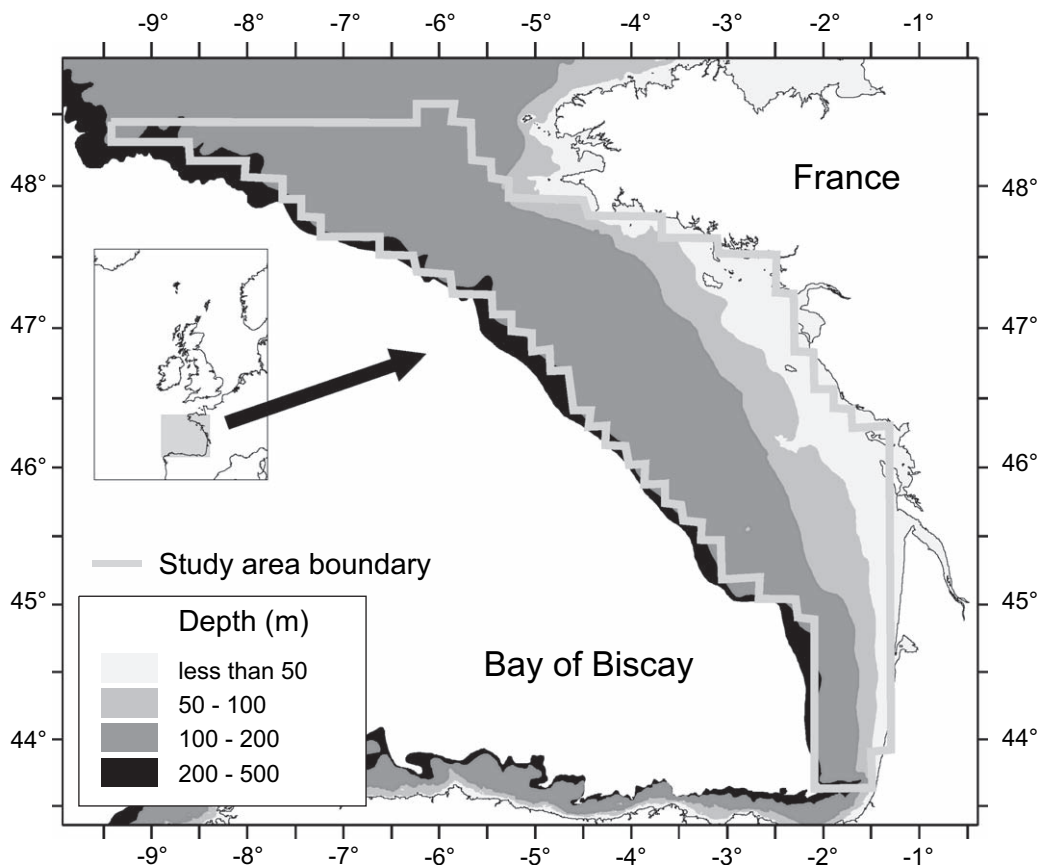 -9° -8° -7° -6° -5° -4° -3° -2° -1°
France
48° 48°
47° 47°
46° 46°
Study area boundary
45° 45°
Depth (m)
less than 50
50 - 100
100 - 200
200 - 500
Bay of Biscay
44° 44°
-9° -8° -7° -6° -5° -4° -3° -2° -1°